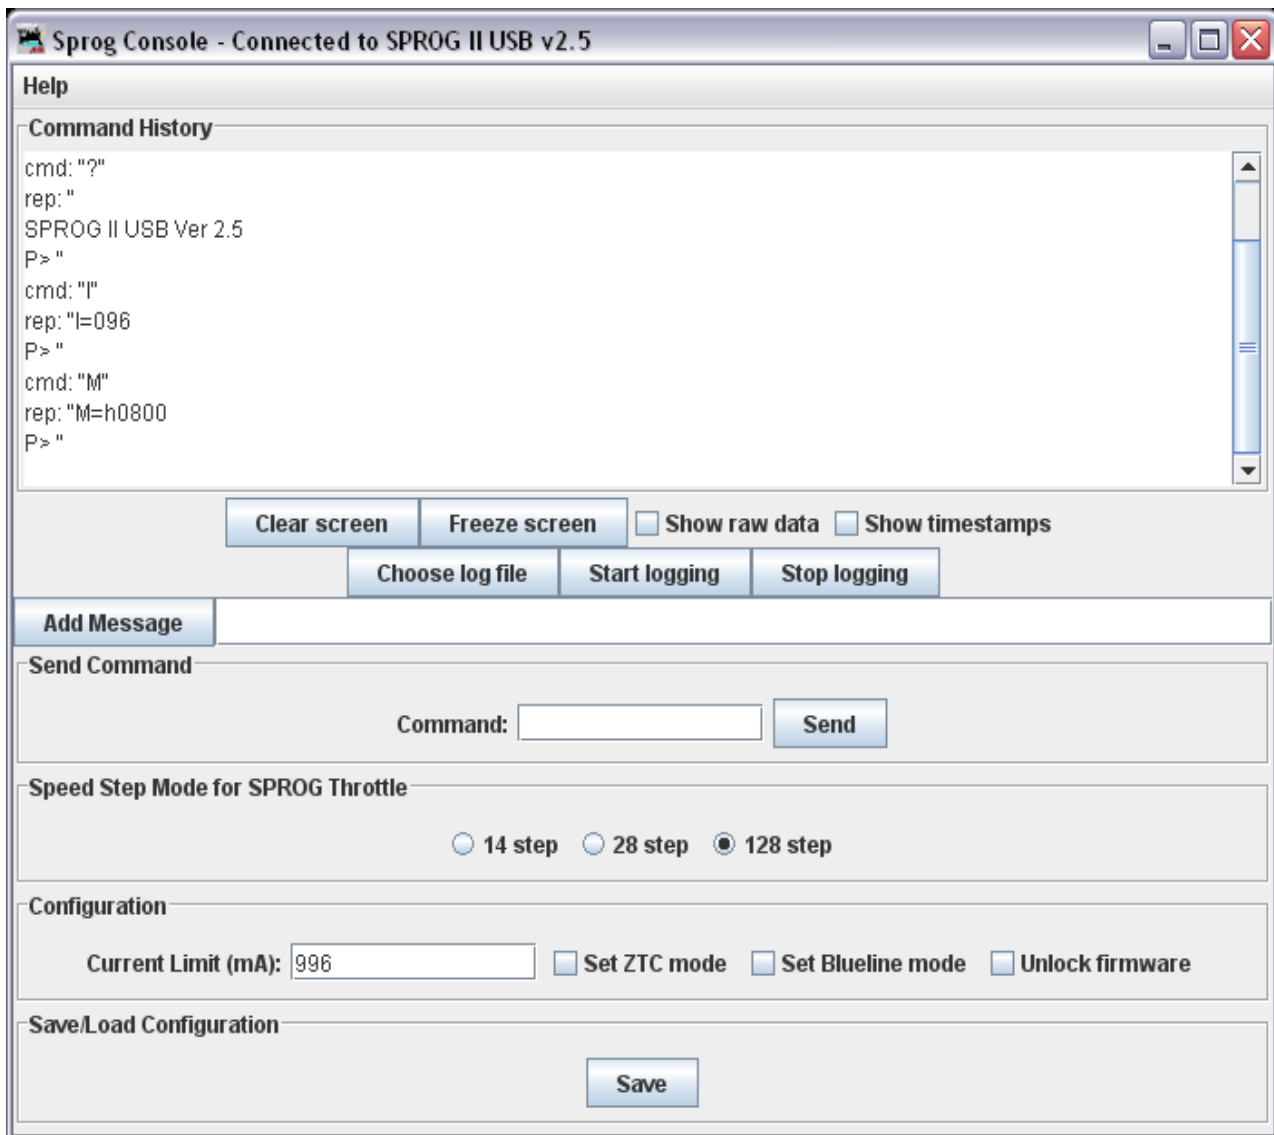 Sprog Console - Connected to SPROG II USB v2.5
Help
Command History
cmd: "?"
rep: "
SPROG II USB Ver 2.5
P> "
cmd: "I"
rep: "I=096
P> "
cmd: "M"
rep: "M=h0800
P> "
Clear screen Freeze screen Show raw data Show timestamps
Choose log file Start logging Stop logging
Add Message
Send Command
Command: Send
Speed Step Mode for SPROG Throttle
14 step 28 step 128 step
Configuration
Current Limit (mA): 996 Set ZTC mode Set Blueline mode Unlock firmware
Save/Load Configuration
Save